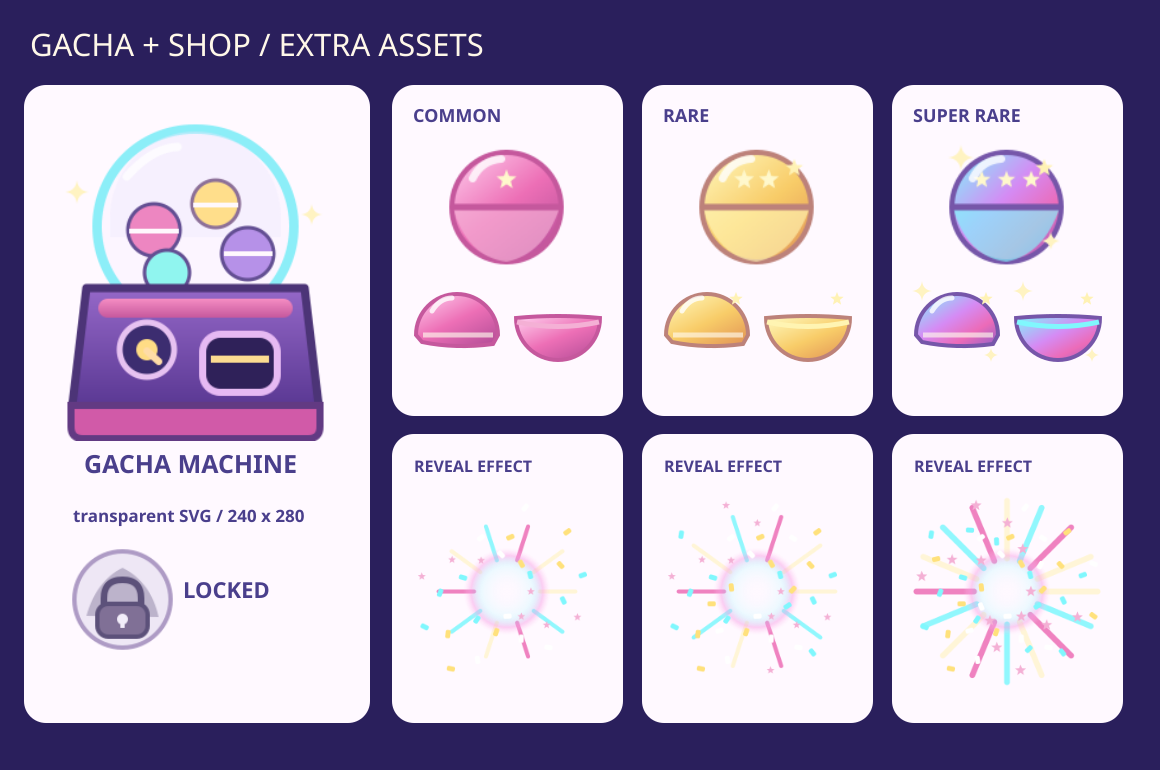 GACHA + SHOP / EXTRA ASSETS
GACHA MACHINE
transparent SVG / 240 x 280
LOCKED
COMMON
RARE
SUPER RARE
REVEAL EFFECT
REVEAL EFFECT
REVEAL EFFECT